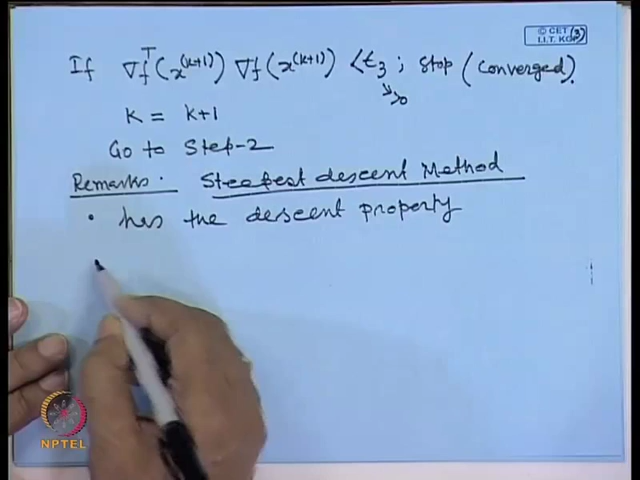 © CET
I.I.T. KGP
If ∇f^T(x^(k+1)) ∇f(x^(k+1)) < ε3 ; stop (converged).
>0
K = K+1
Go to Step-2
Remarks. Steepest descent Method
• has the descent property
NPTEL